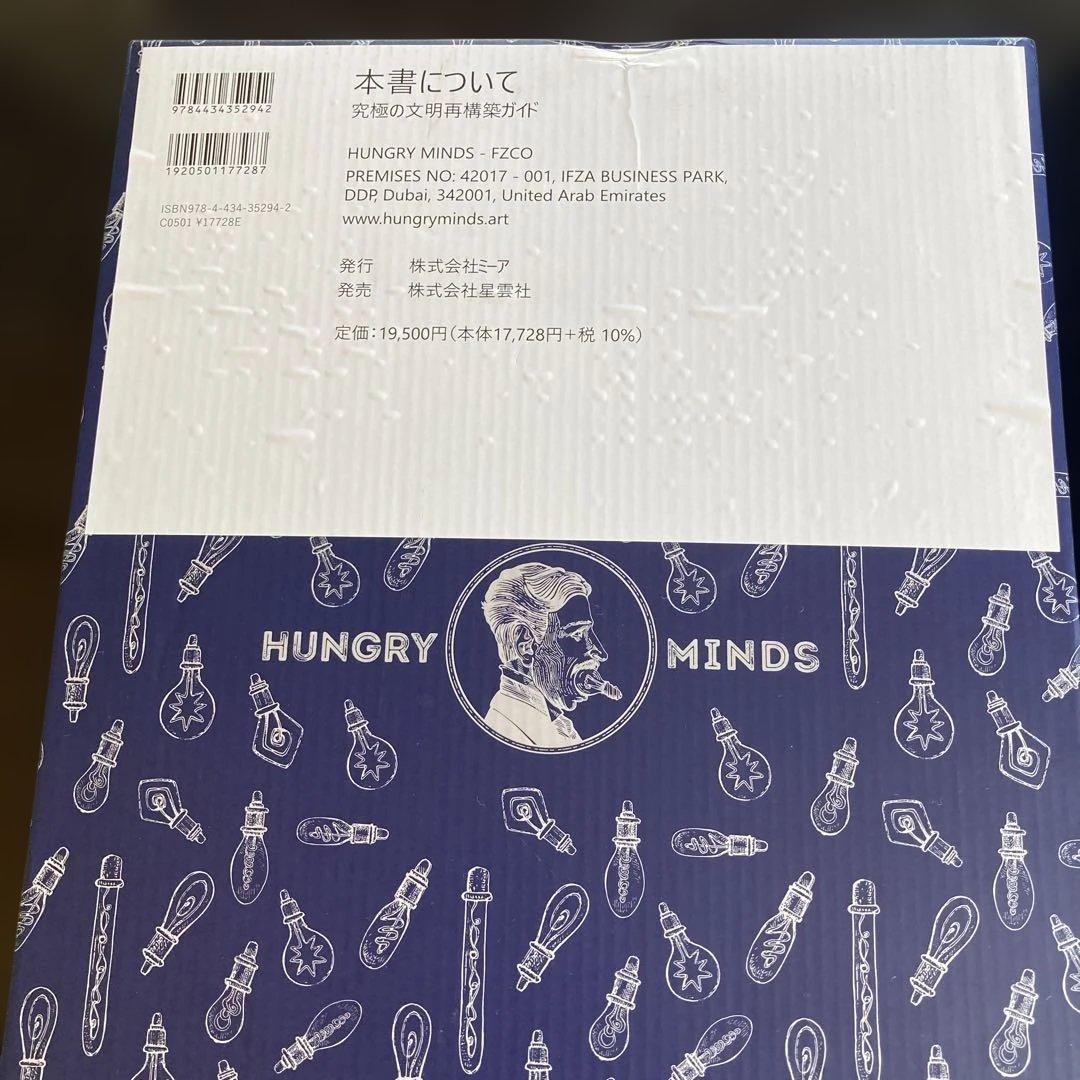 9784434352942
1920501177287
ISBN978-4-434-35294-2
C0501 ¥17728E
本書について
究極の文明再構築ガイド
HUNGRY MINDS - FZCO
PREMISES NO: 42017 - 001, IFZA BUSINESS PARK,
DDP, Dubai, 342001, United Arab Emirates
www.hungryminds.art
発行 株式会社ミーア
発売 株式会社星雲社
定価：19,500円（本体17,728円＋税 10%）
HUNGRY MINDS